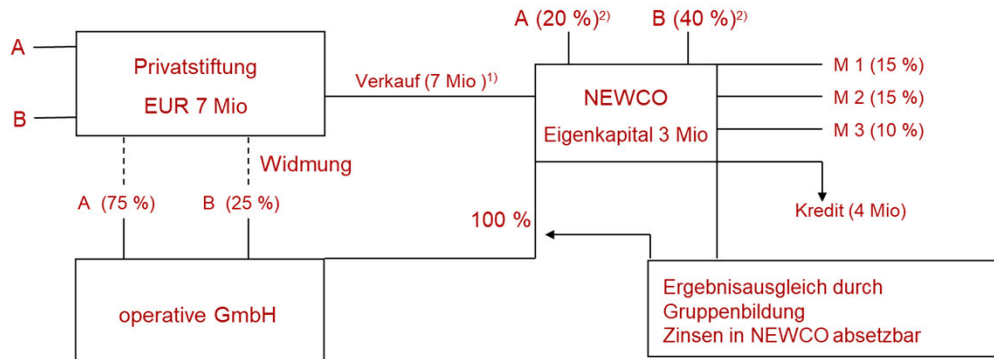 A (20 %)²⁾
B (40 %)²⁾
A
Privatstiftung
EUR 7 Mio
B
Verkauf (7 Mio )¹⁾
NEWCO
Eigenkapital 3 Mio
M 1 (15 %)
M 2 (15 %)
M 3 (10 %)
Widmung
A (75 %)
B (25 %)
Kredit (4 Mio)
100 %
operative GmbH
Ergebnisausgleich durch
Gruppenbildung
Zinsen in NEWCO absetzbar